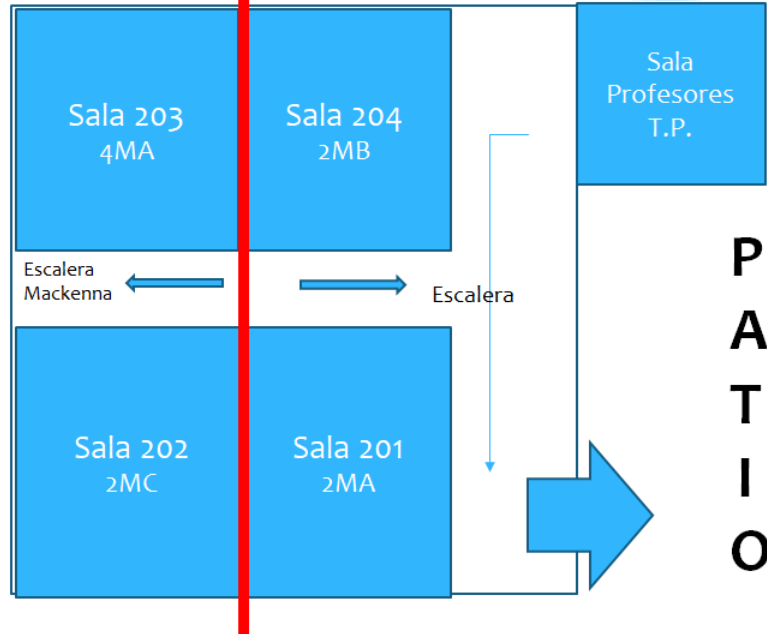 Sala 203
4MA
Sala 204
2MB
Sala
Profesores
T.P.
Escalera
Mackenna
Escalera
Sala 202
2MC
Sala 201
2MA
P
A
T
I
O